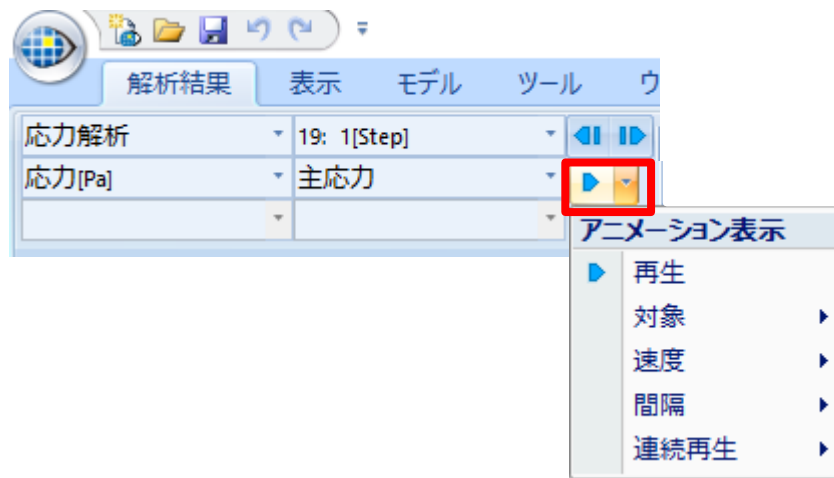 解析結果 表示 モデル ツール ウ
応力解析 19: 1[Step]
応力[Pa] 主応力
アニメーション表示
再生
対象
速度
間隔
連続再生